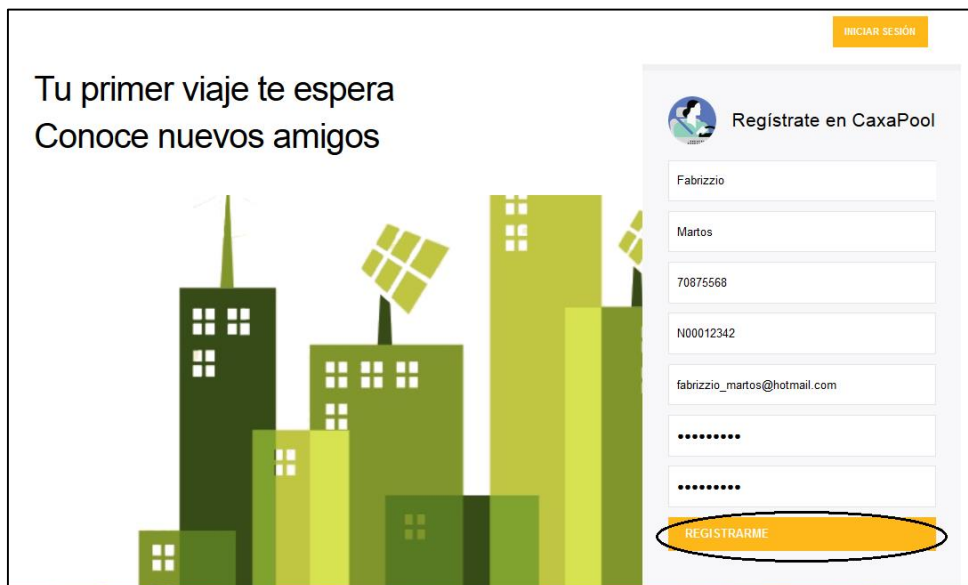 INICIAR SESIÓN
Tu primer viaje te espera
Conoce nuevos amigos
Regístrate en CaxaPool
Fabrizzio
Martos
70875568
N00012342
fabrizzio_martos@hotmail.com
•••••••••
•••••••••
REGISTRARME